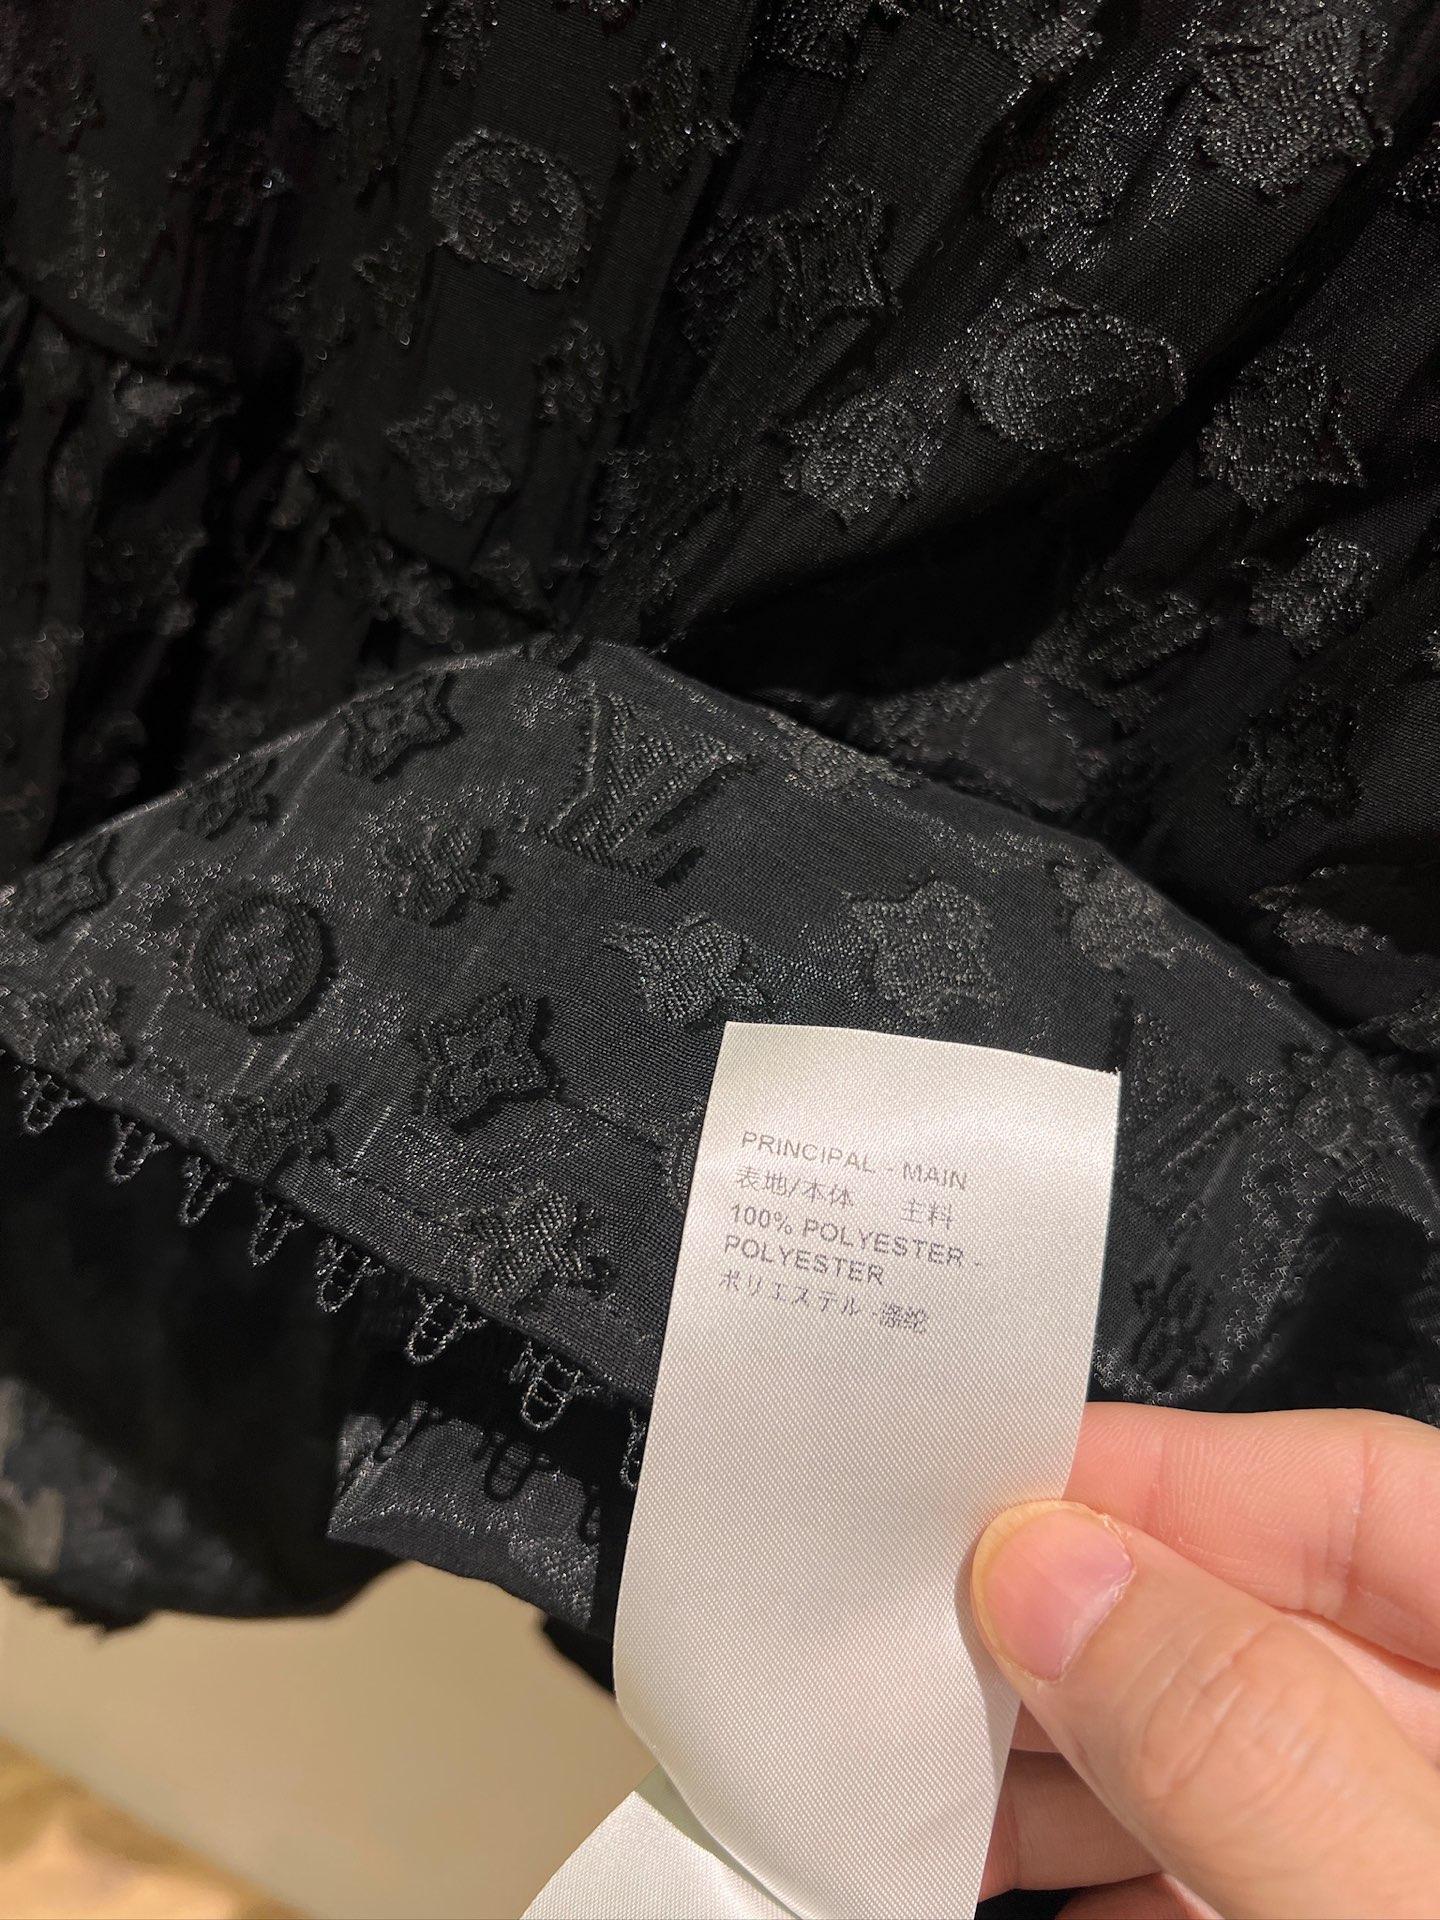 PRINCIPAL - MAIN
表地/本体 - 主料
100% POLYESTER -
POLYESTER
ポリエステル -涤纶
LV